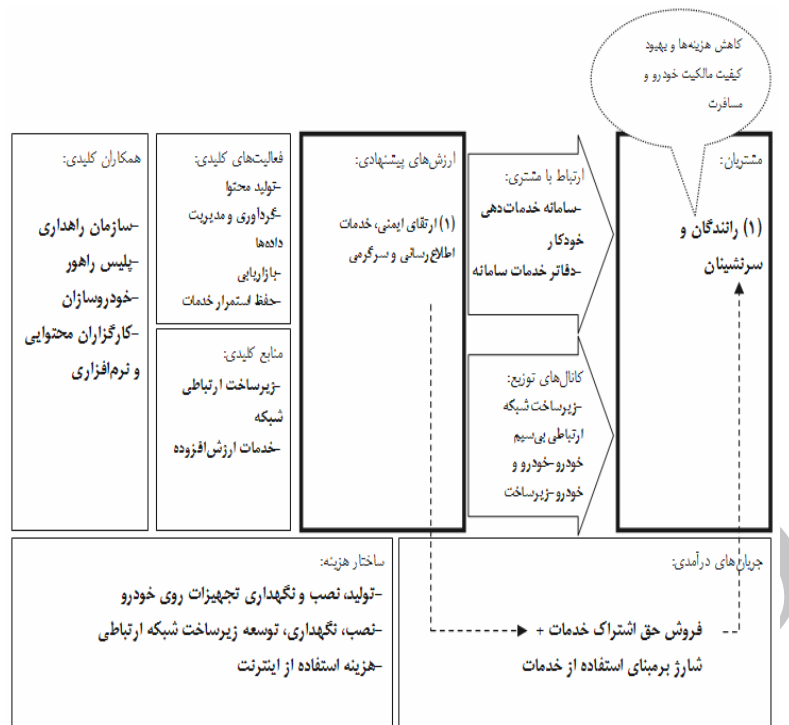 کاهش هزینه‌ها و بهبود
کیفیت مالکیت خودرو و
مسافرت
مشتریان:
(۱) رانندگان و
سرنشینان
ارتباط با مشتری:
-سامانه خدمات‌دهی
خودکار
-دفاتر خدمات سامانه
کانال‌های توزیع:
-زیرساخت شبکه
ارتباطی بی‌سیم
خودرو-خودرو و
خودرو-زیرساخت
ارزش‌های پیشنهادی:
(۱) ارتقای ایمنی، خدمات
اطلاع‌رسانی و سرگرمی
فعالیت‌های کلیدی:
-تولید محتوا
-گردآوری و مدیریت
داده‌ها
-بازاریابی
-حفظ استمرار خدمات
منابع کلیدی:
-زیرساخت ارتباطی
شبکه
-خدمات ارزش‌افزوده
همکاران کلیدی:
-سازمان راهداری
-پلیس راهور
-خودروسازان
-کارگزاران محتوایی
و نرم‌افزاری
جریان‌های درآمدی:
فروش حق اشتراک خدمات +
شارژ برمبنای استفاده از خدمات
ساختار هزینه:
-تولید، نصب و نگهداری تجهیزات روی خودرو
-نصب، نگهداری، توسعه زیرساخت شبکه ارتباطی
-هزینه استفاده از اینترنت